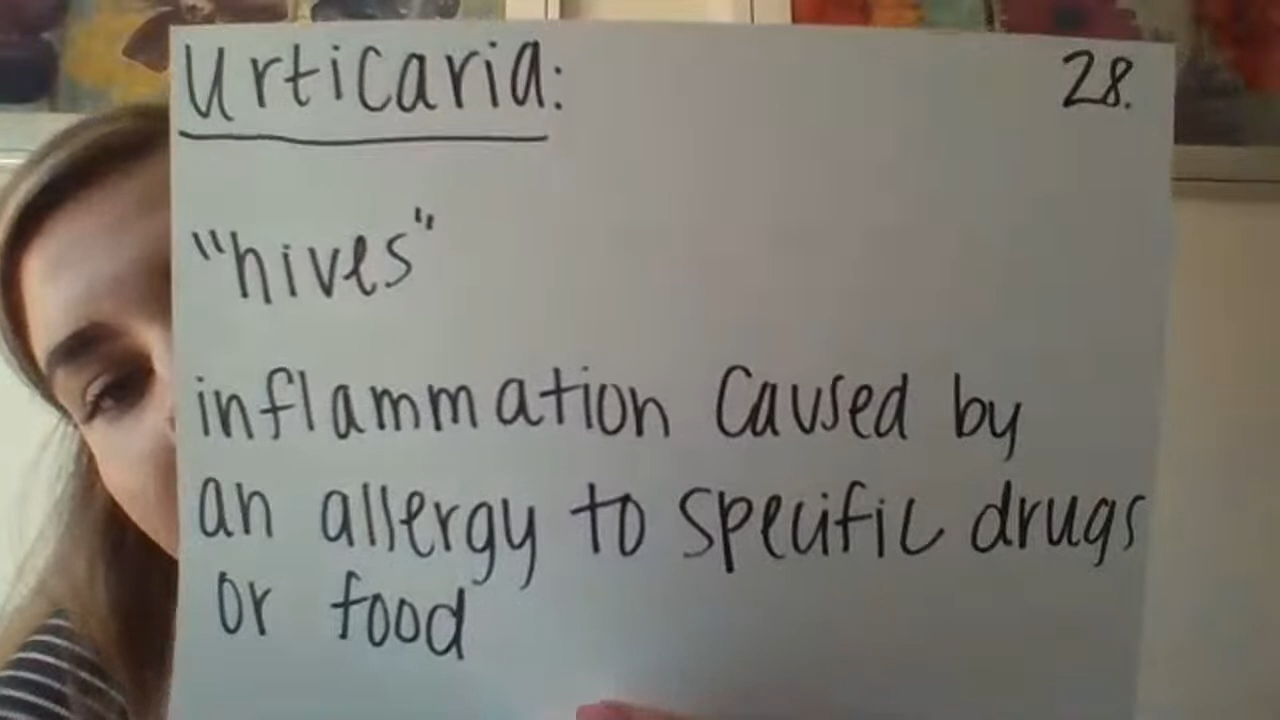 Urticaria: 28.
"hives"
inflammation caused by
an allergy to specific drugs
or food